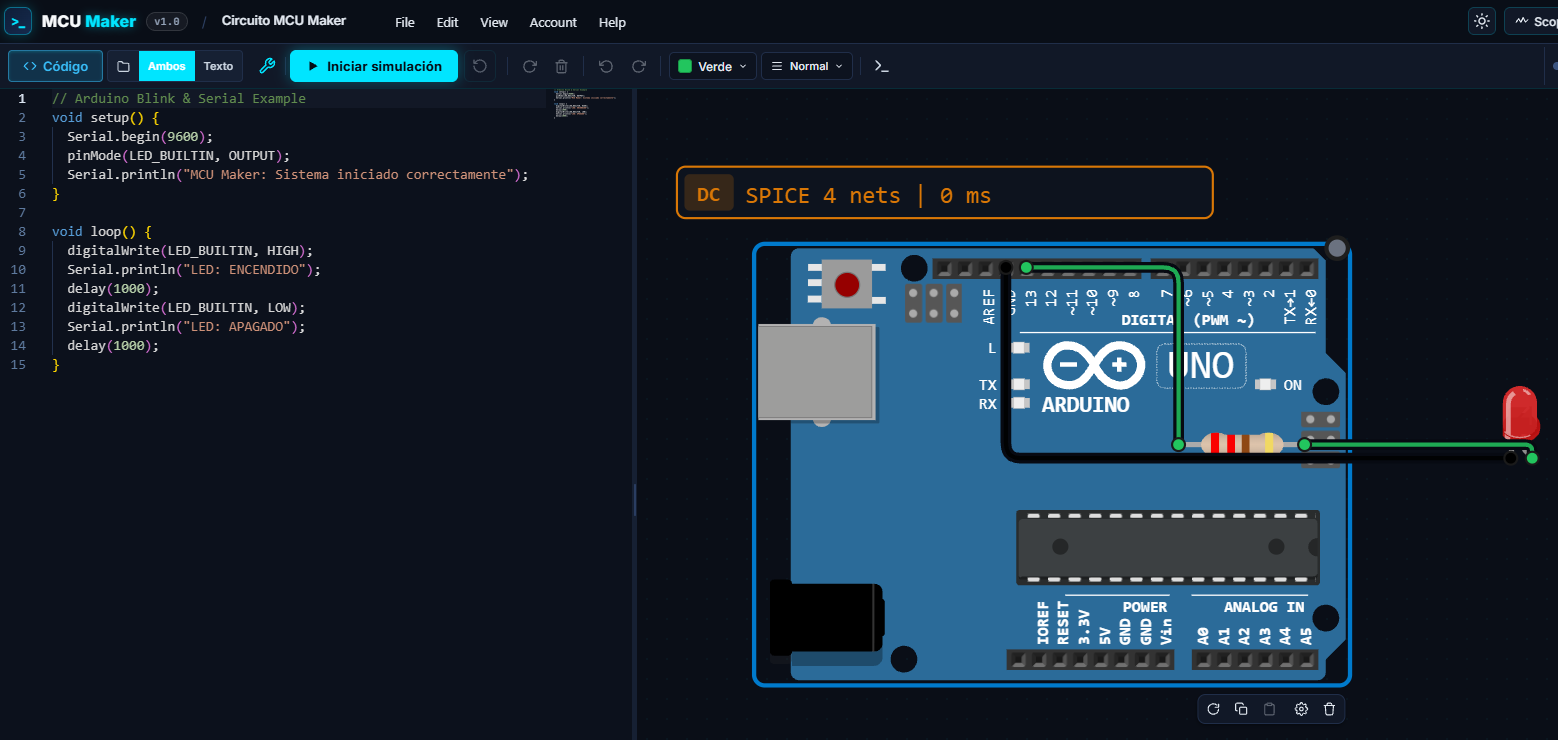 >_ MCU Maker v1.0 / Circuito MCU Maker File Edit View Account Help
<> Código Ambos Texto Iniciar simulación Verde Normal >_
1 // Arduino Blink & Serial Example
2 void setup() {
3 Serial.begin(9600);
4 pinMode(LED_BUILTIN, OUTPUT);
5 Serial.println("MCU Maker: Sistema iniciado correctamente");
6 }
7
8 void loop() {
9 digitalWrite(LED_BUILTIN, HIGH);
10 Serial.println("LED: ENCENDIDO");
11 delay(1000);
12 digitalWrite(LED_BUILTIN, LOW);
13 Serial.println("LED: APAGADO");
14 delay(1000);
15 }
DC SPICE 4 nets | 0 ms
AREF 13 12 ~11 ~10 ~9 8 7 ~6 ~5 4 ~3 2 TX→1 RX←0
(PWM ~)
L
UNO
TX
ON
RX
ARDUINO
IOREF RESET 3.3V 5V GND GND Vin
POWER
ANALOG IN
A0 A1 A2 A3 A4 A5